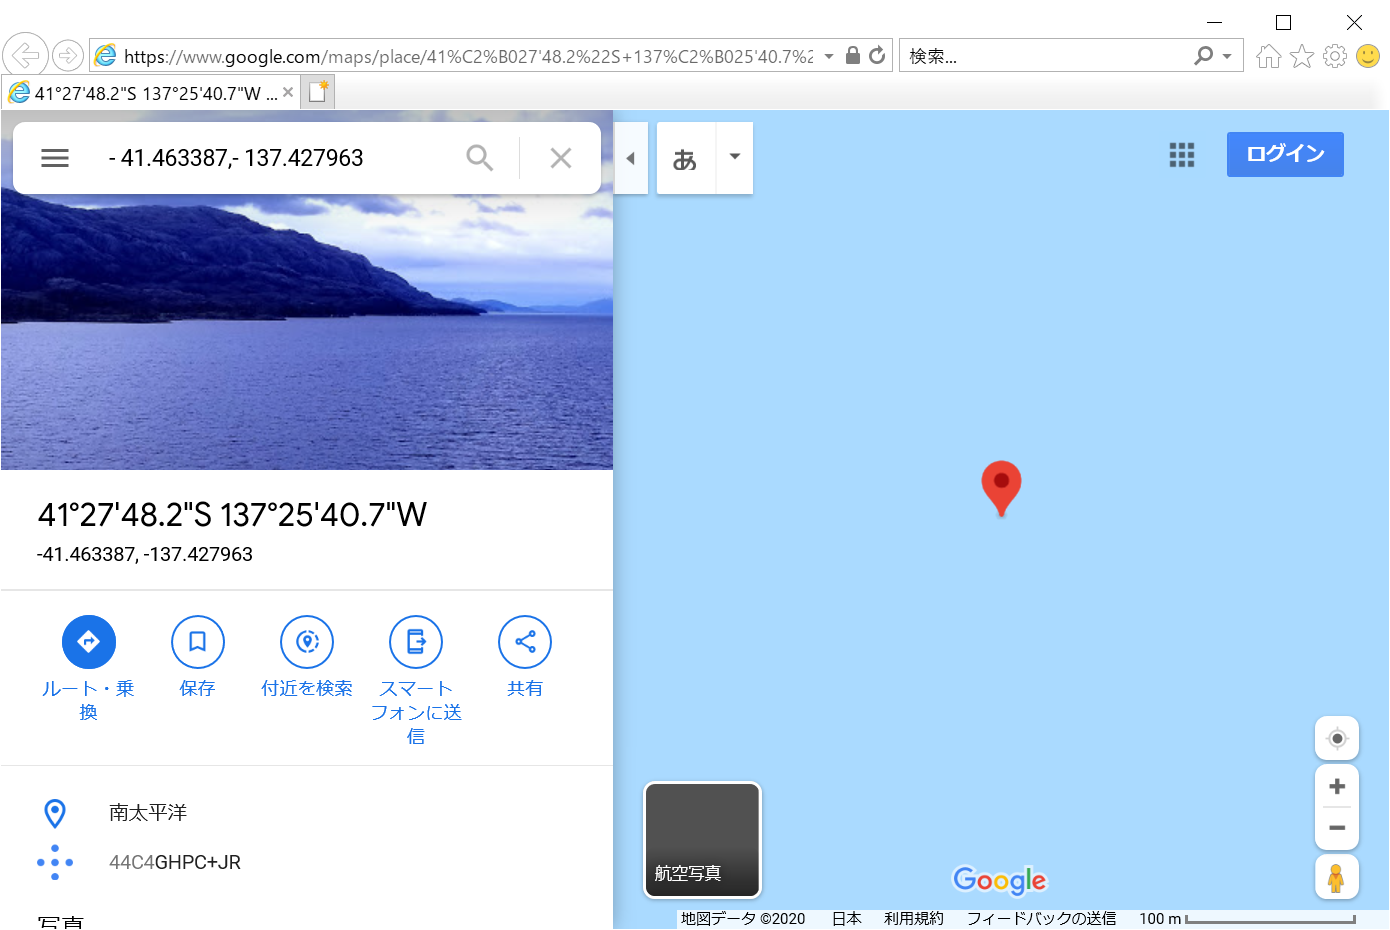 https://www.google.com/maps/place/41%C2%B027'48.2%22S+137%C2%B025'40.7%2
検索...
41°27'48.2"S 137°25'40.7"W ...
- 41.463387,- 137.427963
あ
ログイン
41°27'48.2"S 137°25'40.7"W
-41.463387, -137.427963
ルート・乗
換
保存
付近を検索
スマート
フォンに送
信
共有
南太平洋
44C4GHPC+JR
写真
航空写真
Google
地図データ ©2020 日本 利用規約 フィードバックの送信 100 m